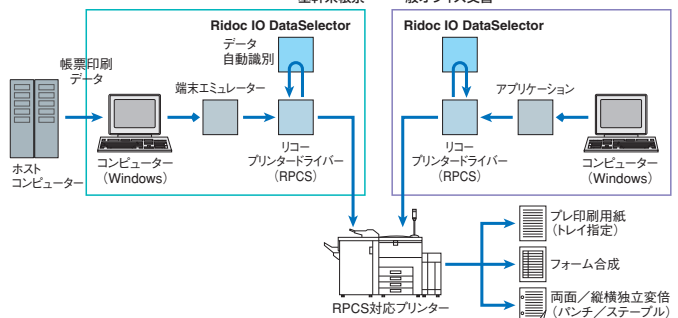 Ridoc IO DataSelector
データ
自動識別
帳票印刷
データ
端末エミュレーター
ホスト
コンピューター
コンピューター
(Windows)
リコー
プリンタードライバー
(RPCS)
Ridoc IO DataSelector
アプリケーション
リコー
プリンタードライバー
(RPCS)
コンピューター
(Windows)
RPCS対応プリンター
プレ印刷用紙
(トレイ指定)
フォーム合成
両面／縦横独立変倍
(パンチ／ステープル)